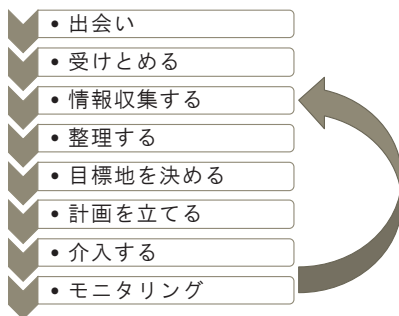 • 出会い
• 受けとめる
• 情報収集する
• 整理する
• 目標地を決める
• 計画を立てる
• 介入する
• モニタリング